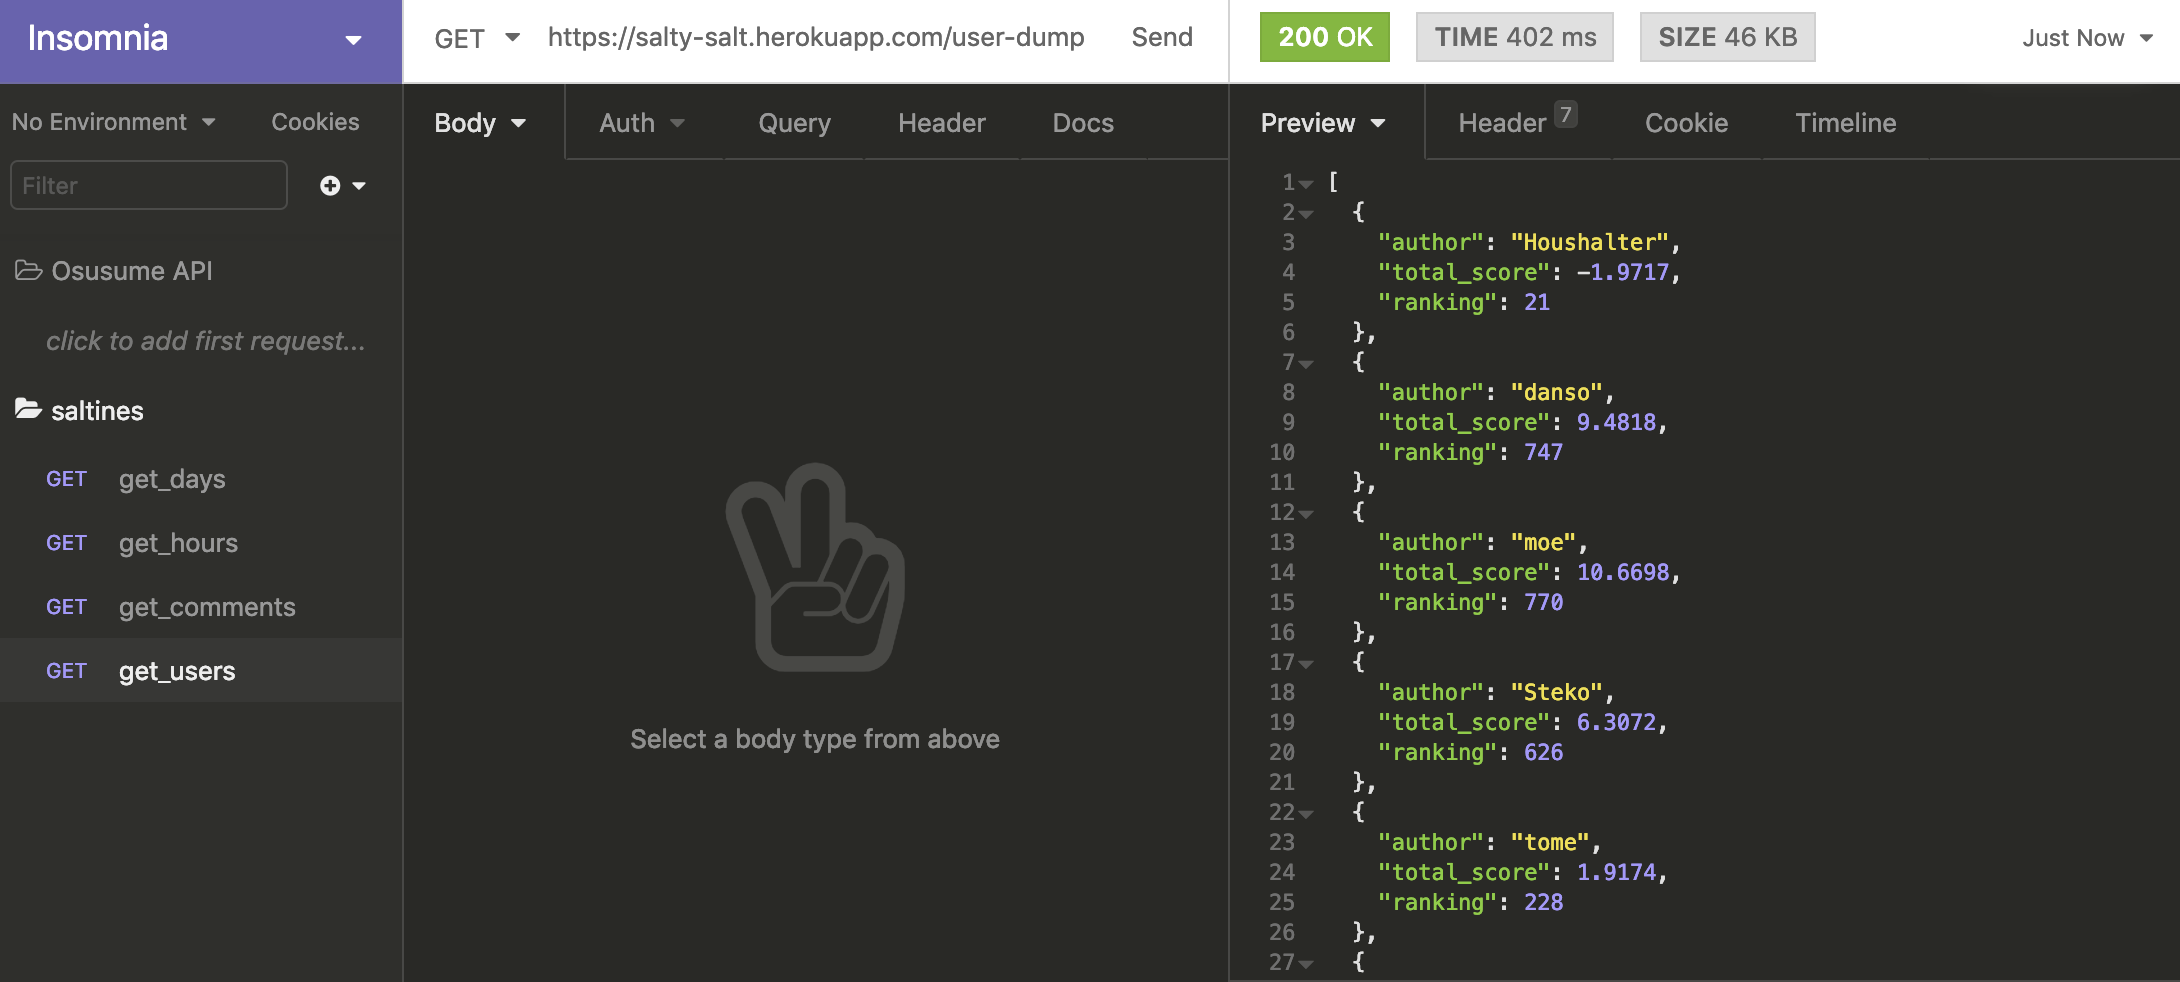 Insomnia
GET https://salty-salt.herokuapp.com/user-dump Send
200 OK TIME 402 ms SIZE 46 KB Just Now
No Environment Cookies
Filter
Osusume API
click to add first request...
saltines
GET get_days
GET get_hours
GET get_comments
GET get_users
Body Auth Query Header Docs
Select a body type from above
Preview Header 7 Cookie Timeline
1 [
2 {
3 "author": "Houshalter",
4 "total_score": -1.9717,
5 "ranking": 21
6 },
7 {
8 "author": "danso",
9 "total_score": 9.4818,
10 "ranking": 747
11 },
12 {
13 "author": "moe",
14 "total_score": 10.6698,
15 "ranking": 770
16 },
17 {
18 "author": "Steko",
19 "total_score": 6.3072,
20 "ranking": 626
21 },
22 {
23 "author": "tome",
24 "total_score": 1.9174,
25 "ranking": 228
26 },
27 {